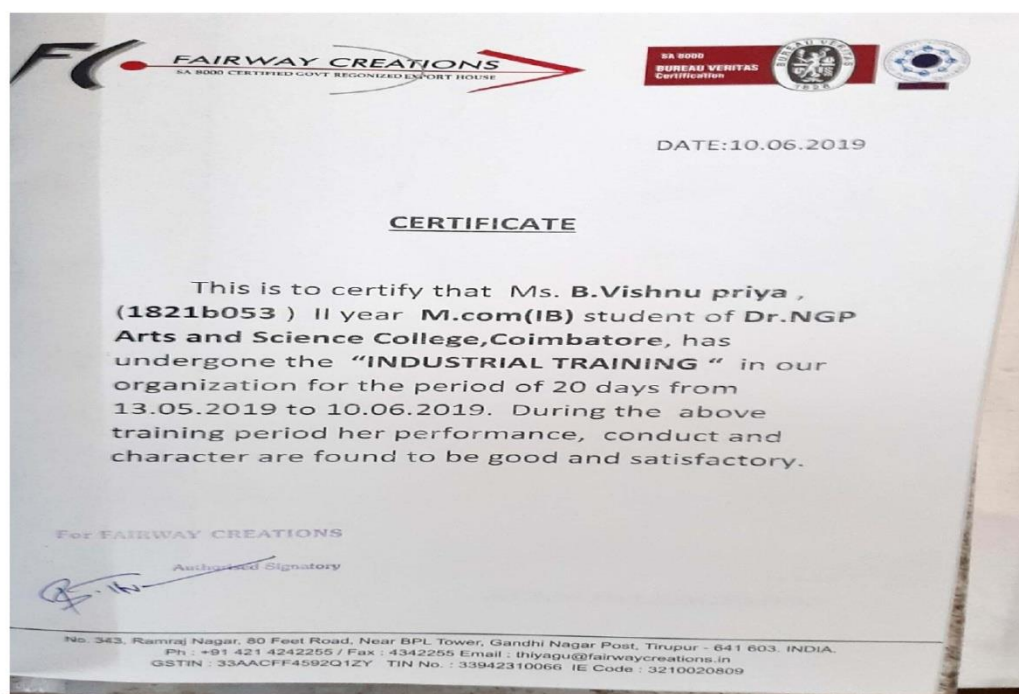 FC
FAIRWAY CREATIONS
SA 8000 CERTIFIED GOVT REGONIZED EXPORT HOUSE
SA 8000
BUREAU VERITAS
Certification
BUREAU VERITAS
1828
DATE:10.06.2019
CERTIFICATE
This is to certify that Ms. B.Vishnu priya ,
(1821b053 ) II year M.com(IB) student of Dr.NGP
Arts and Science College,Coimbatore, has
undergone the “INDUSTRIAL TRAINING “ in our
organization for the period of 20 days from
13.05.2019 to 10.06.2019. During the above
training period her performance, conduct and
character are found to be good and satisfactory.
For FAIRWAY CREATIONS
Authorised Signatory
No. 343, Ramraj Nagar, 80 Feet Road, Near BPL Tower, Gandhi Nagar Post, Tirupur - 641 603. INDIA.
Ph : +91 421 4242255 / Fax : 4342255 Email : thiyagu@fairwaycreations.in
GSTIN : 33AACFF4592Q1ZY TIN No. : 33942310066 IE Code : 3210020809